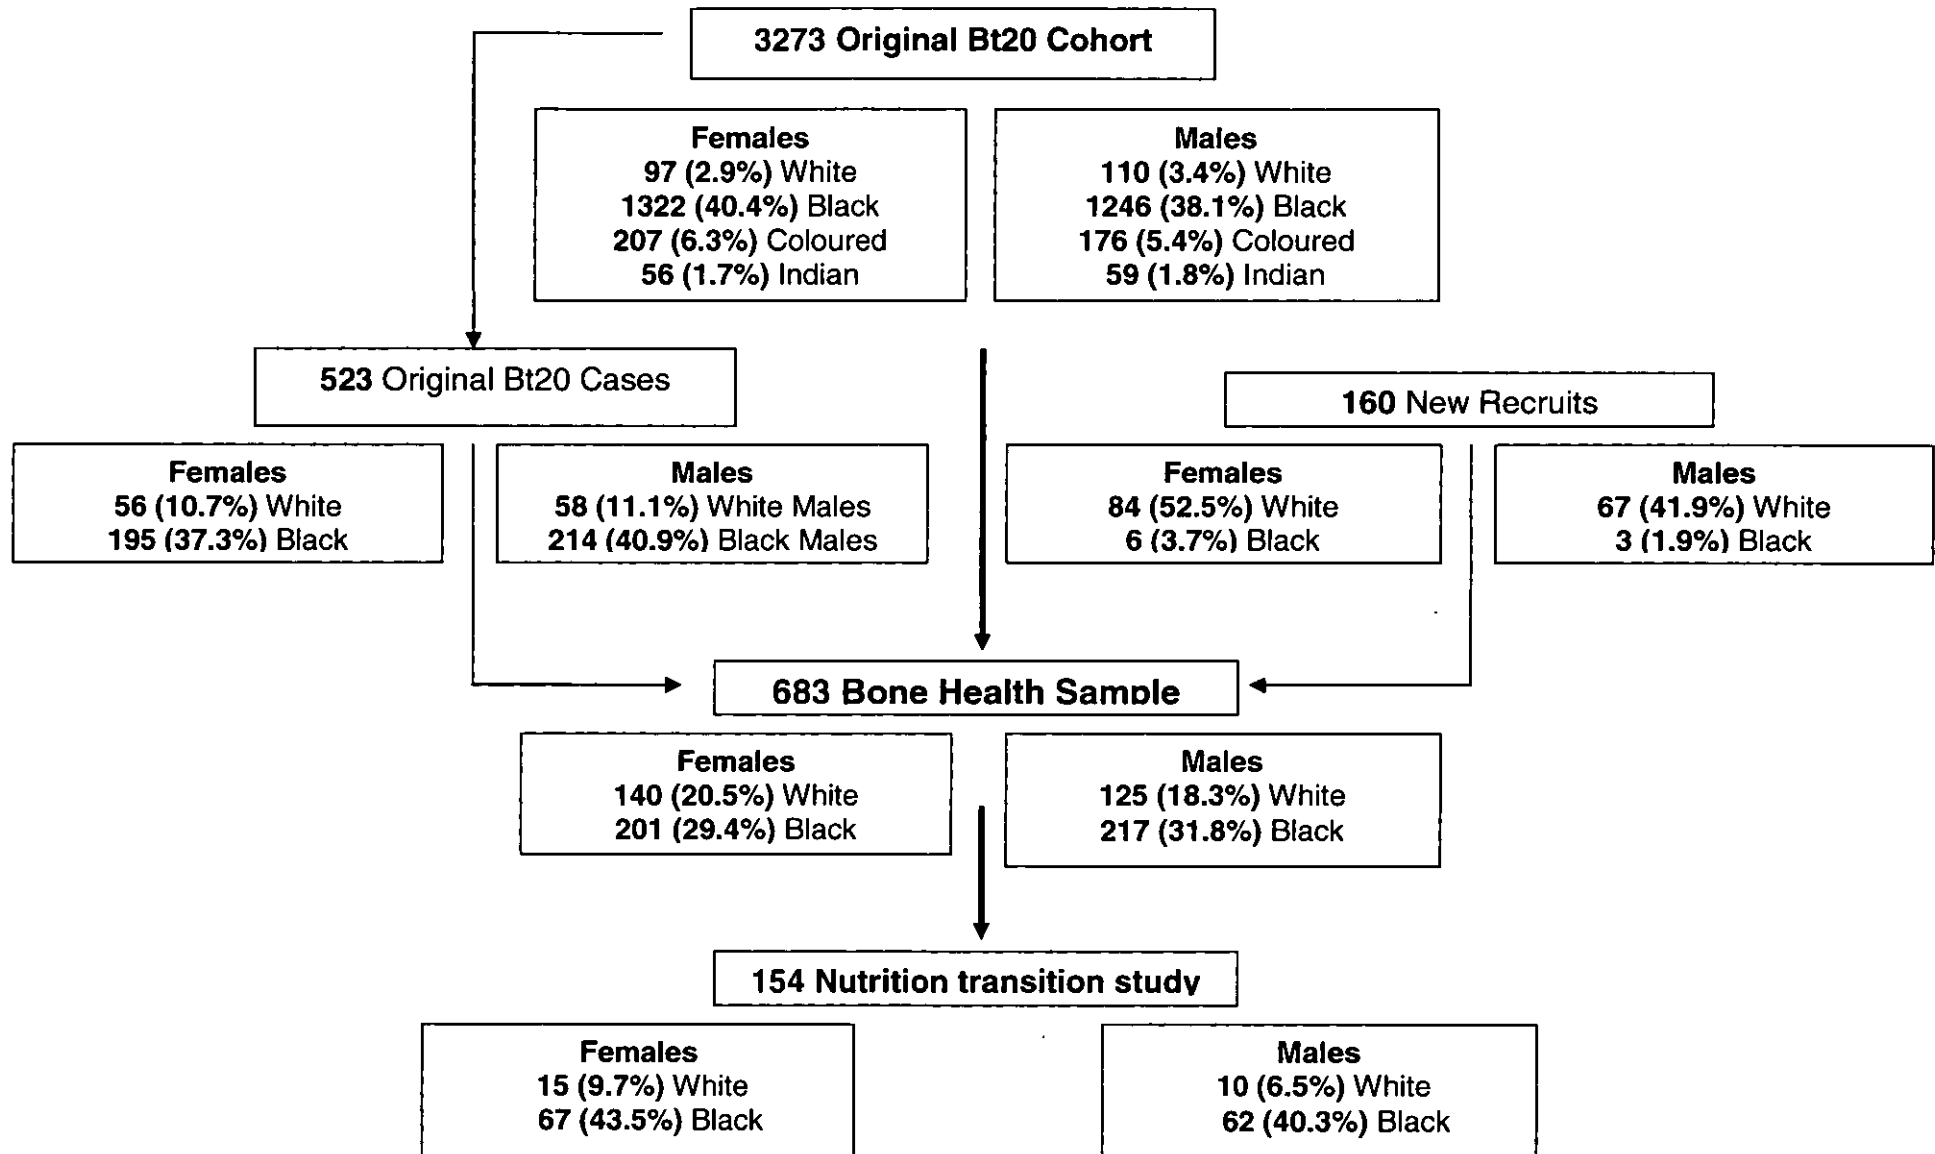 3273 Original Bt20 Cohort
Females
97 (2.9%) White
1322 (40.4%) Black
207 (6.3%) Coloured
56 (1.7%) Indian
Males
110 (3.4%) White
1246 (38.1%) Black
176 (5.4%) Coloured
59 (1.8%) Indian
523 Original Bt20 Cases
160 New Recruits
Females
56 (10.7%) White
195 (37.3%) Black
Males
58 (11.1%) White Males
214 (40.9%) Black Males
Females
84 (52.5%) White
6 (3.7%) Black
Males
67 (41.9%) White
3 (1.9%) Black
683 Bone Health Sample
Females
140 (20.5%) White
201 (29.4%) Black
Males
125 (18.3%) White
217 (31.8%) Black
154 Nutrition transition study
Females
15 (9.7%) White
67 (43.5%) Black
Males
10 (6.5%) White
62 (40.3%) Black